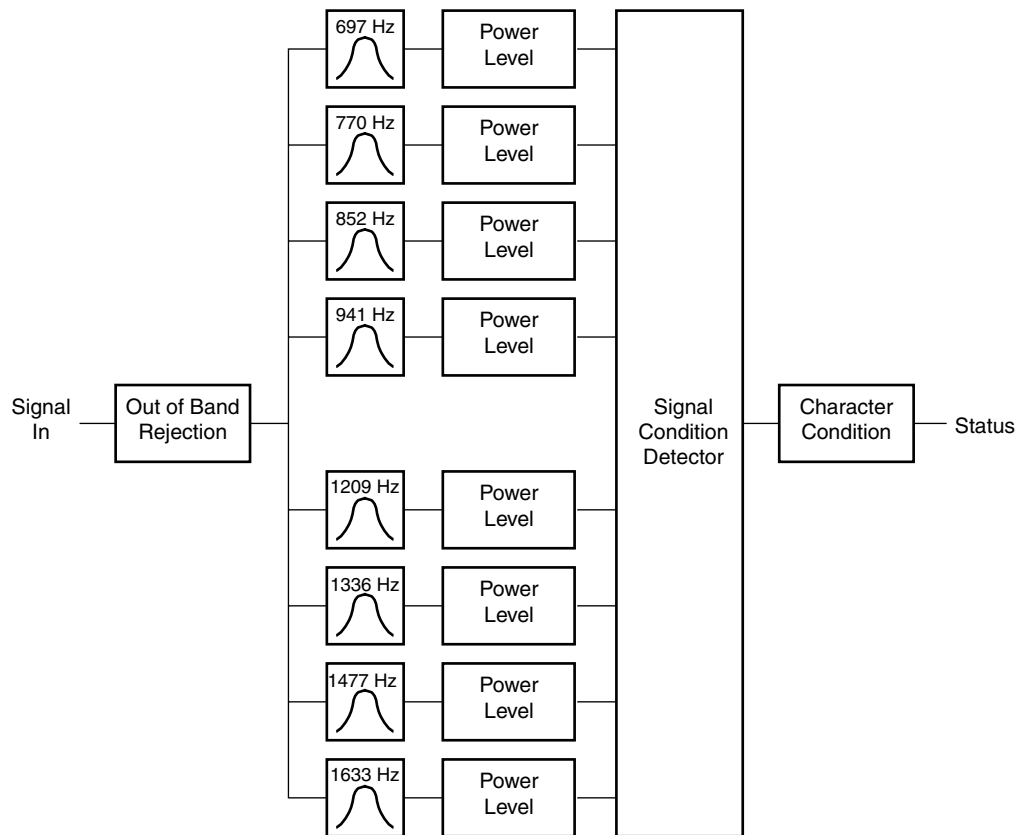 697 Hz
Power
Level
770 Hz
Power
Level
852 Hz
Power
Level
941 Hz
Power
Level
Signal
In
Out of Band
Rejection
Signal
Condition
Detector
Character
Condition
Status
1209 Hz
Power
Level
1336 Hz
Power
Level
1477 Hz
Power
Level
1633 Hz
Power
Level